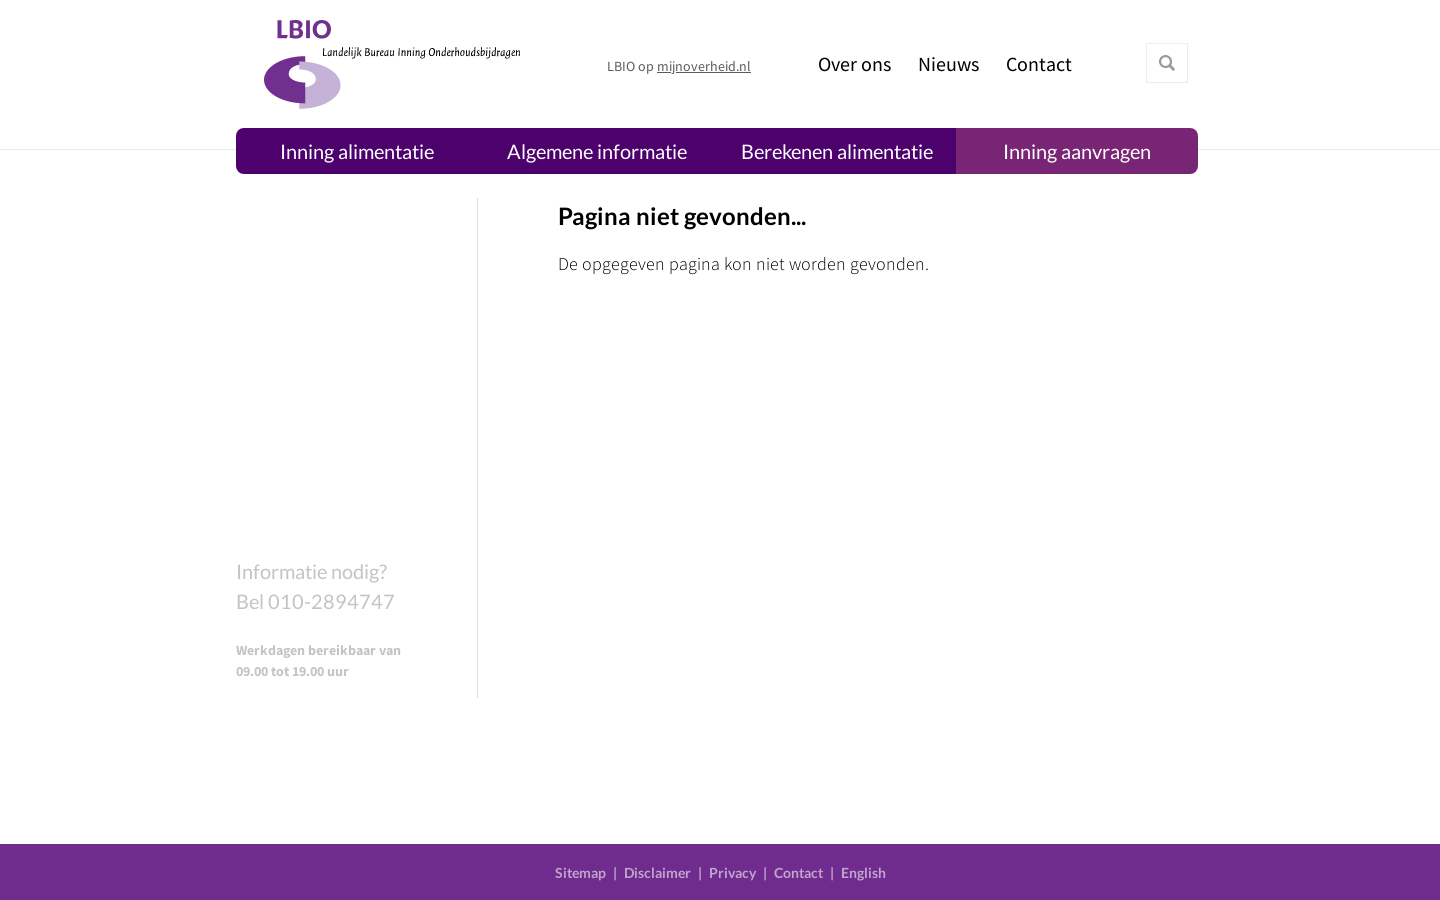 LBIO
Landelijk Bureau Inning Onderhoudsbijdragen
LBIO op mijnoverheid.nl
Over ons
Nieuws
Contact
Inning alimentatie
Algemene informatie
Berekenen alimentatie
Inning aanvragen
Pagina niet gevonden...
De opgegeven pagina kon niet worden gevonden.
Informatie nodig?
Bel 010-2894747
Werkdagen bereikbaar van
09.00 tot 19.00 uur
Sitemap | Disclaimer | Privacy | Contact | English